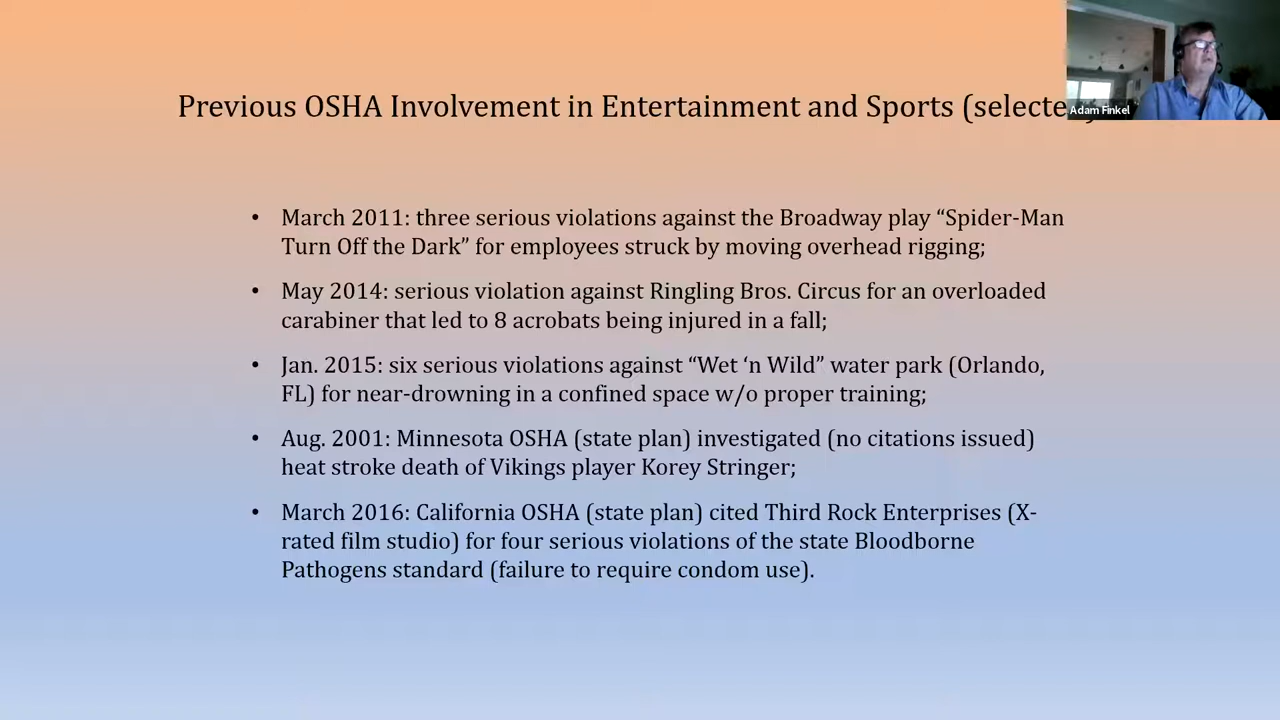 Previous OSHA Involvement in Entertainment and Sports
Adam Finkel
• March 2011: three serious violations against the Broadway play “Spider-Man
Turn Off the Dark” for employees struck by moving overhead rigging;
• May 2014: serious violation against Ringling Bros. Circus for an overloaded
carabiner that led to 8 acrobats being injured in a fall;
• Jan. 2015: six serious violations against “Wet ‘n Wild” water park (Orlando,
FL) for near-drowning in a confined space w/o proper training;
• Aug. 2001: Minnesota OSHA (state plan) investigated (no citations issued)
heat stroke death of Vikings player Korey Stringer;
• March 2016: California OSHA (state plan) cited Third Rock Enterprises (X-
rated film studio) for four serious violations of the state Bloodborne
Pathogens standard (failure to require condom use).